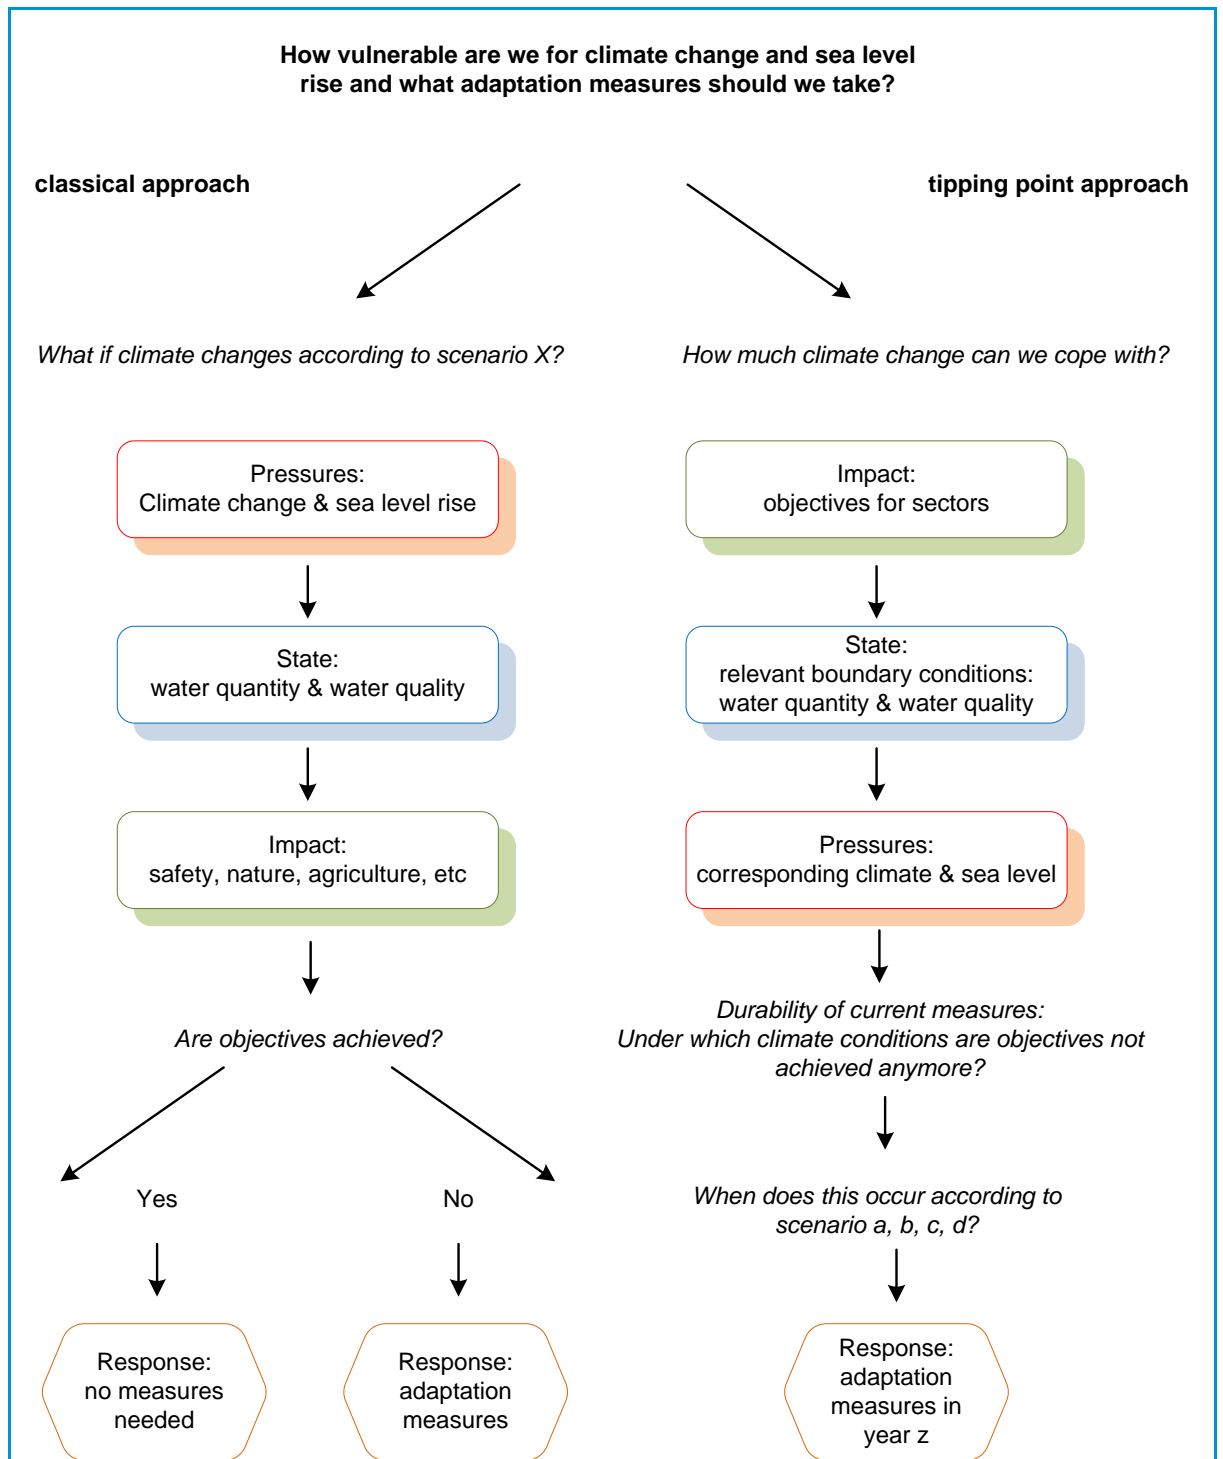 How vulnerable are we for climate change and sea level
rise and what adaptation measures should we take?
classical approach
tipping point approach
What if climate changes according to scenario X?
How much climate change can we cope with?
Pressures:
Climate change & sea level rise
Impact:
objectives for sectors
State:
water quantity & water quality
State:
relevant boundary conditions:
water quantity & water quality
Impact:
safety, nature, agriculture, etc
Pressures:
corresponding climate & sea level
Are objectives achieved?
Durability of current measures:
Under which climate conditions are objectives not
achieved anymore?
Yes
No
When does this occur according to
scenario a, b, c, d?
Response:
no measures
needed
Response:
adaptation
measures
Response:
adaptation
measures in
year z